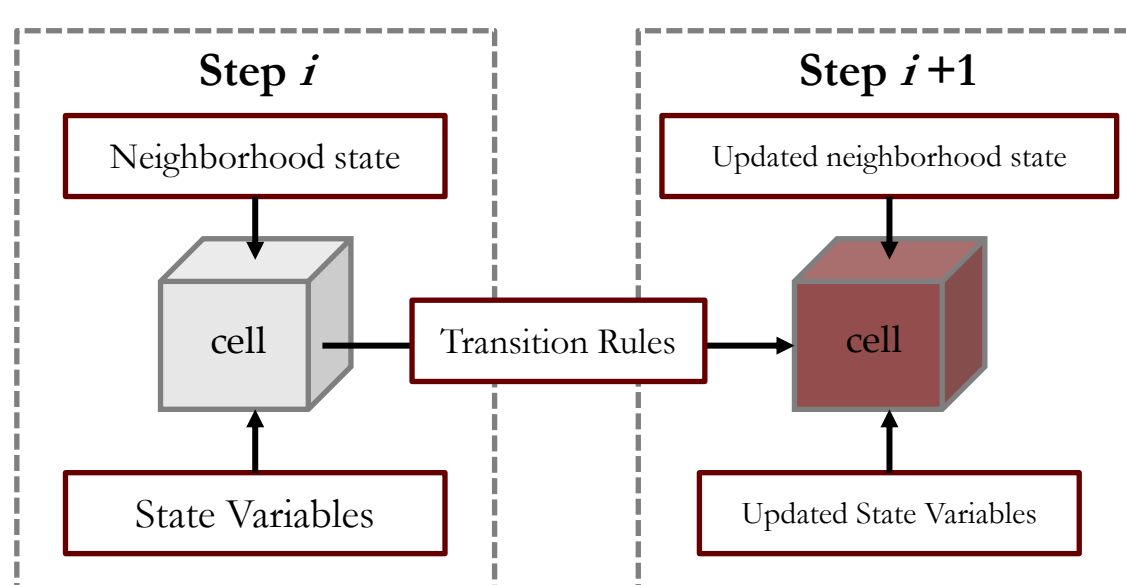 Step i
Neighborhood state
cell
State Variables
Transition Rules
Step i +1
Updated neighborhood state
cell
Updated State Variables